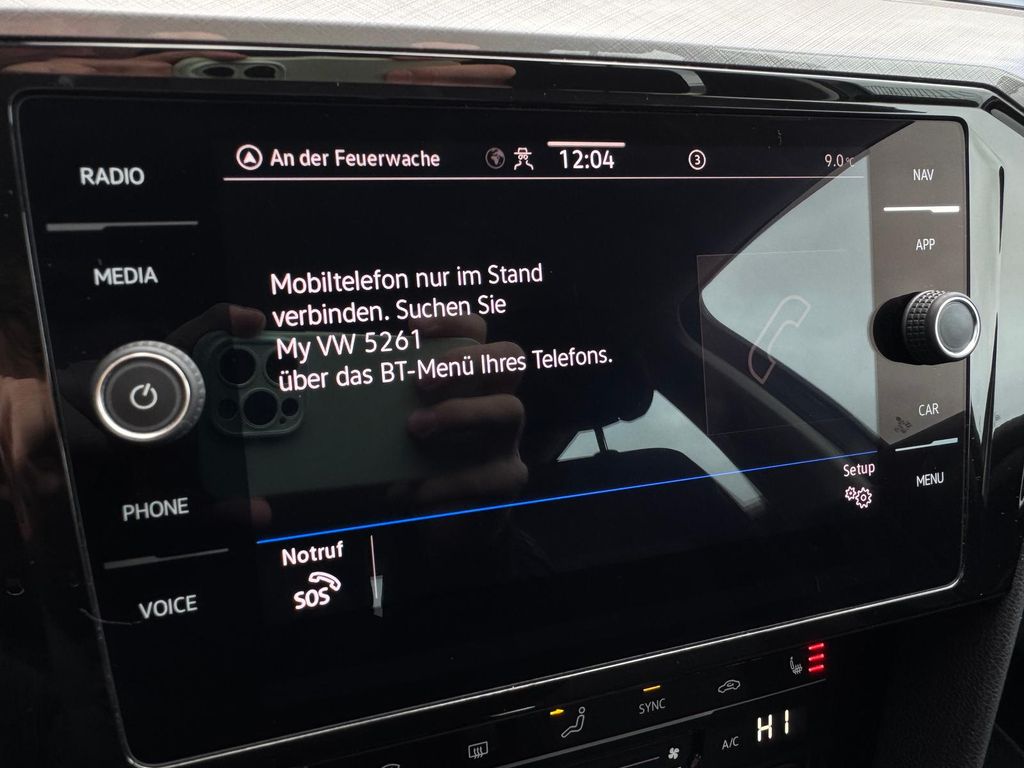 RADIO
MEDIA
PHONE
VOICE
An der Feuerwache
12:04
3
9.0°C
Mobiltelefon nur im Stand
verbinden. Suchen Sie
My VW 5261
über das BT-Menü Ihres Telefons.
Setup
Notruf
SOS
NAV
APP
CAR
MENU
SYNC
A/C
HI